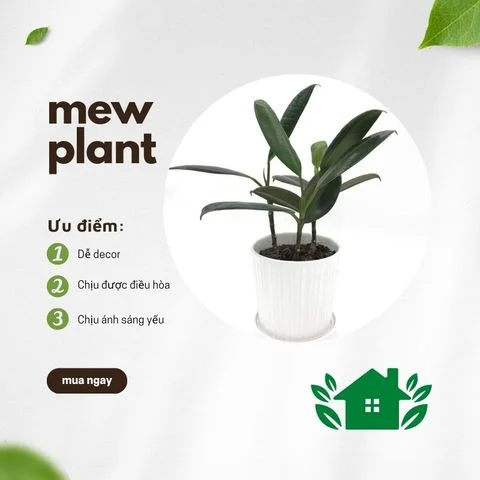 mew
plant
Ưu điểm:
1 Dễ decor
2 Chịu được điều hòa
3 Chịu ánh sáng yếu
mua ngay